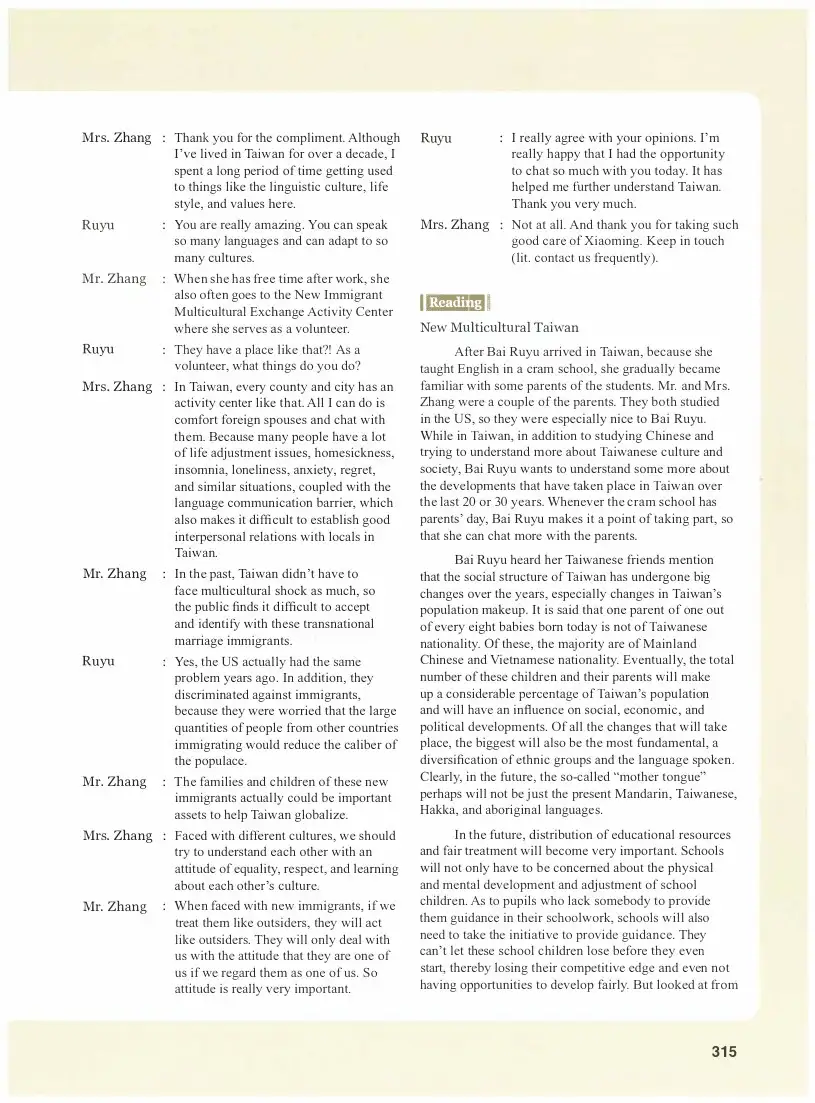 Mrs. Zhang : Thank you for the compliment. Although
I've lived in Taiwan for over a decade, I
spent a long period of time getting used
to things like the linguistic culture, life
style, and values here.
Ruyu : You are really amazing. You can speak
so many languages and can adapt to so
many cultures.
Mr. Zhang : When she has free time after work, she
also often goes to the New Immigrant
Multicultural Exchange Activity Center
where she serves as a volunteer.
Ruyu : They have a place like that?! As a
volunteer, what things do you do?
Mrs. Zhang : In Taiwan, every county and city has an
activity center like that. All I can do is
comfort foreign spouses and chat with
them. Because many people have a lot
of life adjustment issues, homesickness,
insomnia, loneliness, anxiety, regret,
and similar situations, coupled with the
language communication barrier, which
also makes it difficult to establish good
interpersonal relations with locals in
Taiwan.
Mr. Zhang : In the past, Taiwan didn't have to
face multicultural shock as much, so
the public finds it difficult to accept
and identify with these transnational
marriage immigrants.
Ruyu : Yes, the US actually had the same
problem years ago. In addition, they
discriminated against immigrants,
because they were worried that the large
quantities of people from other countries
immigrating would reduce the caliber of
the populace.
Mr. Zhang : The families and children of these new
immigrants actually could be important
assets to help Taiwan globalize.
Mrs. Zhang : Faced with different cultures, we should
try to understand each other with an
attitude of equality, respect, and learning
about each other's culture.
Mr. Zhang : When faced with new immigrants, if we
treat them like outsiders, they will act
like outsiders. They will only deal with
us with the attitude that they are one of
us if we regard them as one of us. So
attitude is really very important.
Ruyu : I really agree with your opinions. I'm
really happy that I had the opportunity
to chat so much with you today. It has
helped me further understand Taiwan.
Thank you very much.
Mrs. Zhang : Not at all. And thank you for taking such
good care of Xiaoming. Keep in touch
(lit. contact us frequently).
Reading
New Multicultural Taiwan
After Bai Ruyu arrived in Taiwan, because she
taught English in a cram school, she gradually became
familiar with some parents of the students. Mr. and Mrs.
Zhang were a couple of the parents. They both studied
in the US, so they were especially nice to Bai Ruyu.
While in Taiwan, in addition to studying Chinese and
trying to understand more about Taiwanese culture and
society, Bai Ruyu wants to understand some more about
the developments that have taken place in Taiwan over
the last 20 or 30 years. Whenever the cram school has
parents' day, Bai Ruyu makes it a point of taking part, so
that she can chat more with the parents.
Bai Ruyu heard her Taiwanese friends mention
that the social structure of Taiwan has undergone big
changes over the years, especially changes in Taiwan's
population makeup. It is said that one parent of one out
of every eight babies born today is not of Taiwanese
nationality. Of these, the majority are of Mainland
Chinese and Vietnamese nationality. Eventually, the total
number of these children and their parents will make
up a considerable percentage of Taiwan's population
and will have an influence on social, economic, and
political developments. Of all the changes that will take
place, the biggest will also be the most fundamental, a
diversification of ethnic groups and the language spoken.
Clearly, in the future, the so-called "mother tongue"
perhaps will not be just the present Mandarin, Taiwanese,
Hakka, and aboriginal languages.
In the future, distribution of educational resources
and fair treatment will become very important. Schools
will not only have to be concerned about the physical
and mental development and adjustment of school
children. As to pupils who lack somebody to provide
them guidance in their schoolwork, schools will also
need to take the initiative to provide guidance. They
can't let these school children lose before they even
start, thereby losing their competitive edge and even not
having opportunities to develop fairly. But looked at from
315